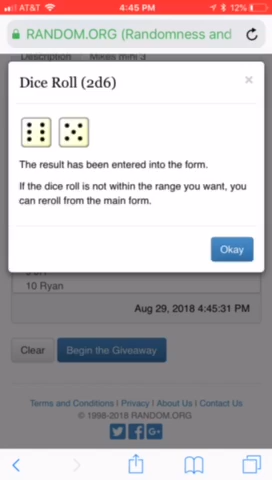 AT&T 4:45 PM 12%
RANDOM.ORG (Randomness and
Description Mikes mini 3
Dice Roll (2d6)
×
The result has been entered into the form.
If the dice roll is not within the range you want, you
can reroll from the main form.
Okay
10 Ryan
Aug 29, 2018 4:45:31 PM
Clear Begin the Giveaway
Terms and Conditions | Privacy | About Us | Contact Us
© 1998-2018 RANDOM.ORG